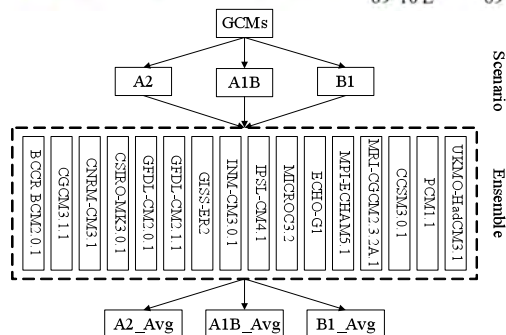 GCMs
A2
A1B
B1
Scenario
BCCR BCM2.0.1
CGCM3.1.1
CNRM-CM3.1
CSIRO-MK3.0.1
GFDL-CM2.0.1
GFDL-CM2.1.1
GISS-ER.2
INM-CM3.0.1
IPSL-CM4.1
MICROC3.2
ECHO-G1
MPI-ECHAM5.1
MRI-CGCM2.3.2A.1
CCSM3.0.1
PCM1.1
UKMO-HadCM3.1
Ensemble
A2_Avg
A1B_Avg
B1_Avg